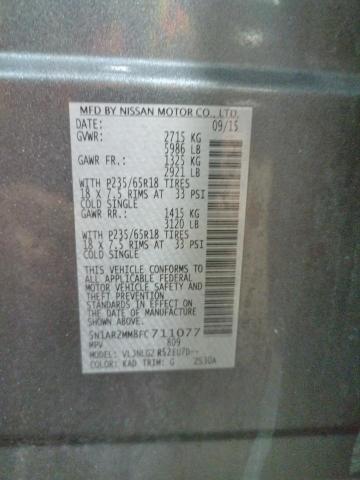 MFD BY NISSAN MOTOR CO., LTD.
DATE: 09/15
GVWR: 2715 KG
5986 LB
GAWR FR.: 1325 KG
2921 LB
WITH P235/65R18 TIRES
18 X 7.5 RIMS AT 33 PSI
COLD SINGLE
GAWR RR.: 1415 KG
3120 LB
WITH P235/65R18 TIRES
18 X 7.5 RIMS AT 33 PSI
COLD SINGLE
THIS VEHICLE CONFORMS TO
ALL APPLICABLE FEDERAL
MOTOR VEHICLE SAFETY AND
THEFT PREVENTION
STANDARDS IN EFFECT ON
THE DATE OF MANUFACTURE
SHOWN ABOVE.
5N1AR2MM8FC711077
MPV 809
MODEL:
COLOR: KAD TRIM: G 2530A